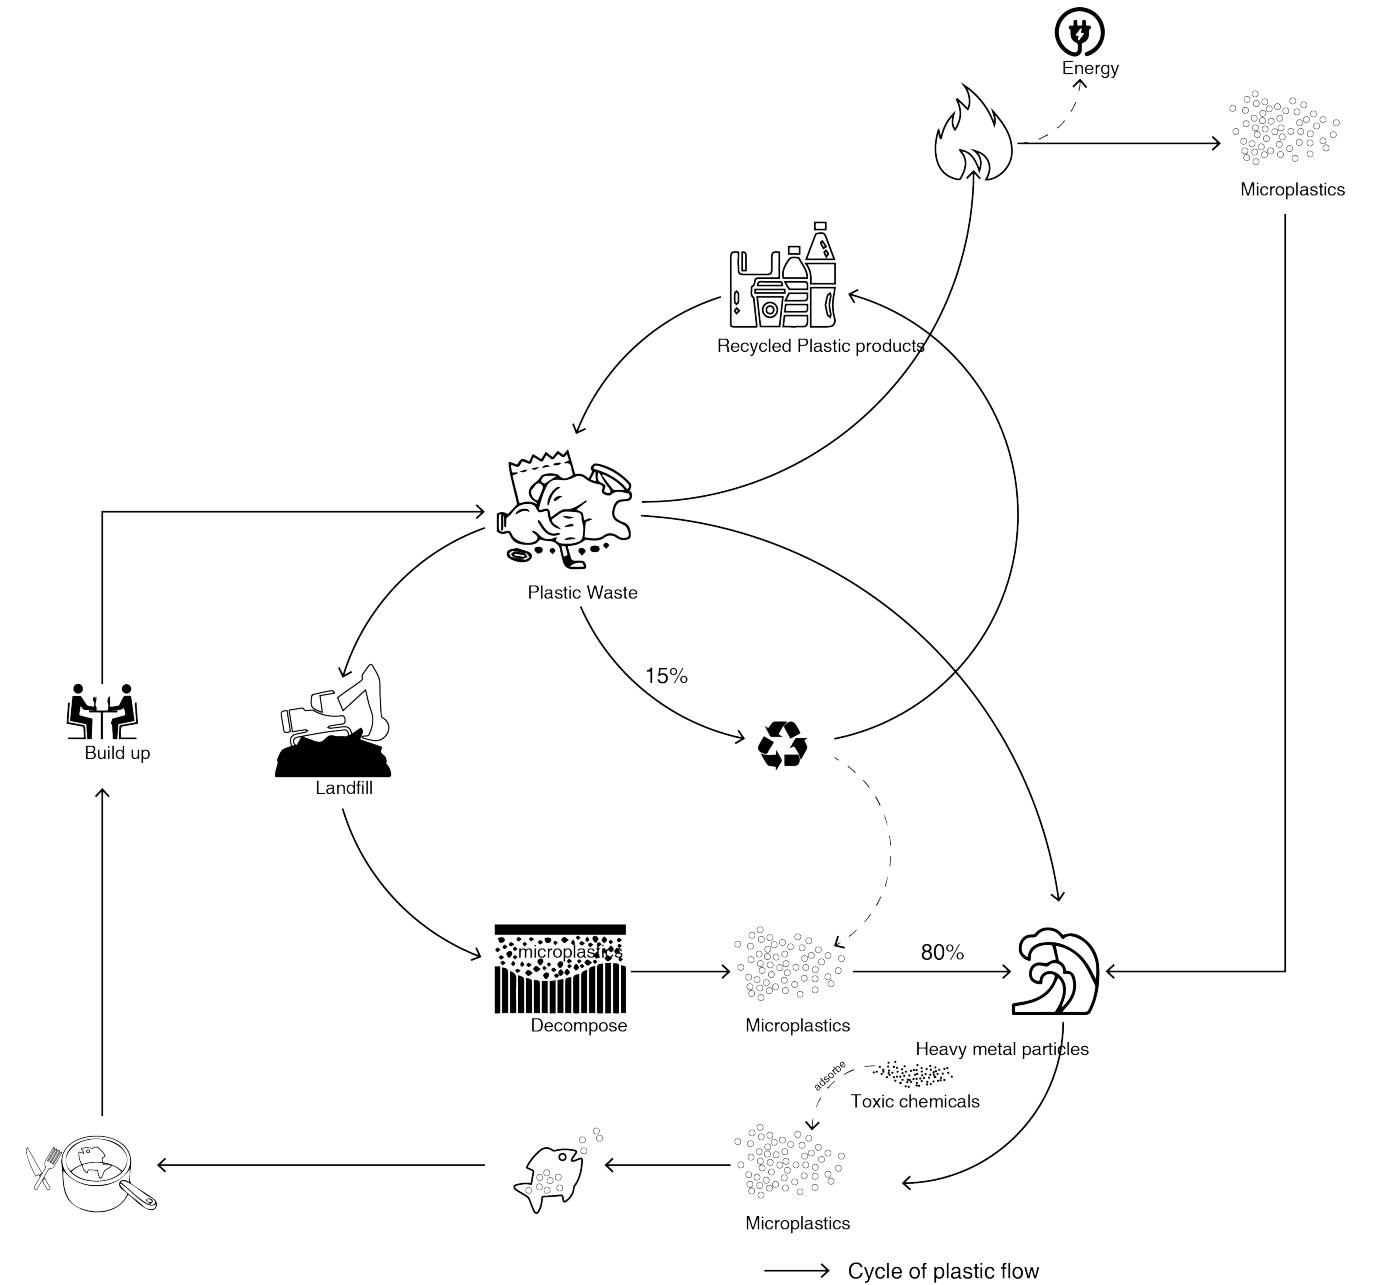 Energy
Microplastics
Recycled Plastic products
Plastic Waste
15%
Build up
Landfill
microplastics
80%
Decompose
Microplastics
Heavy metal particles
adsorbe
Toxic chemicals
Microplastics
Cycle of plastic flow